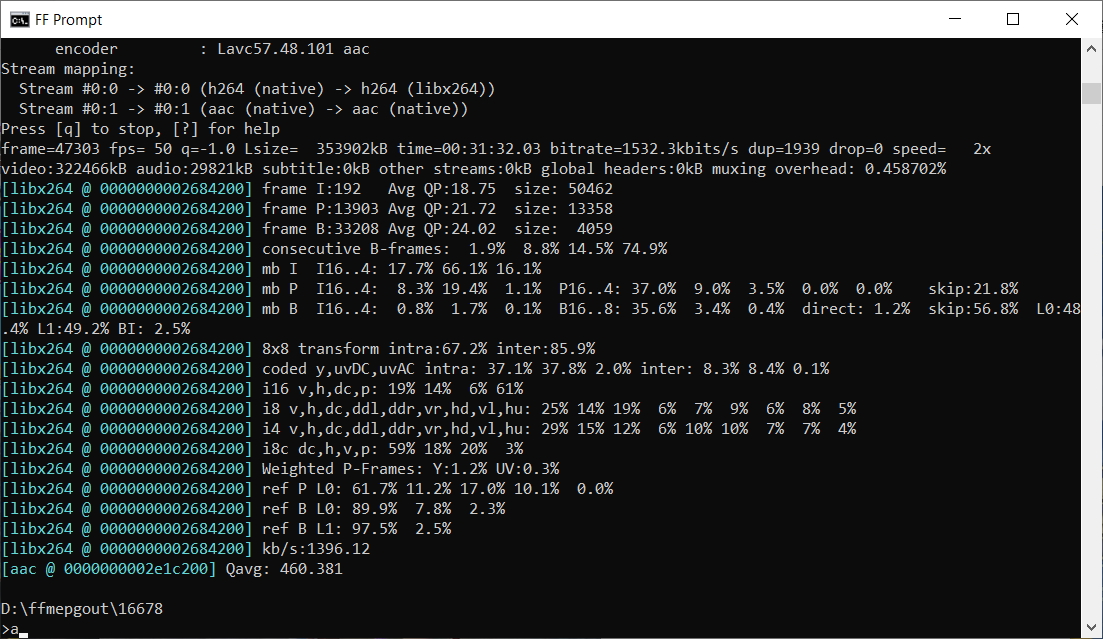 FF Prompt
encoder         : Lavc57.48.101 aac
Stream mapping:
  Stream #0:0 -> #0:0 (h264 (native) -> h264 (libx264))
  Stream #0:1 -> #0:1 (aac (native) -> aac (native))
Press [q] to stop, [?] for help
frame=47303 fps= 50 q=-1.0 Lsize=  353902kB time=00:31:32.03 bitrate=1532.3kbits/s dup=1939 drop=0 speed=   2x
video:322466kB audio:29821kB subtitle:0kB other streams:0kB global headers:0kB muxing overhead: 0.458702%
[libx264 @ 0000000002684200] frame I:192   Avg QP:18.75  size: 50462
[libx264 @ 0000000002684200] frame P:13903 Avg QP:21.72  size: 13358
[libx264 @ 0000000002684200] frame B:33208 Avg QP:24.02  size:  4059
[libx264 @ 0000000002684200] consecutive B-frames:  1.9%  8.8% 14.5% 74.9%
[libx264 @ 0000000002684200] mb I  I16..4: 17.7% 66.1% 16.1%
[libx264 @ 0000000002684200] mb P  I16..4:  8.3% 19.4%  1.1%  P16..4: 37.0%  9.0%  3.5%  0.0%  0.0%    skip:21.8%
[libx264 @ 0000000002684200] mb B  I16..4:  0.8%  1.7%  0.1%  B16..8: 35.6%  3.4%  0.4%  direct: 1.2%  skip:56.8%  L0:48
.4% L1:49.2% BI: 2.5%
[libx264 @ 0000000002684200] 8x8 transform intra:67.2% inter:85.9%
[libx264 @ 0000000002684200] coded y,uvDC,uvAC intra: 37.1% 37.8% 2.0% inter: 8.3% 8.4% 0.1%
[libx264 @ 0000000002684200] i16 v,h,dc,p: 19% 14%  6% 61%
[libx264 @ 0000000002684200] i8 v,h,dc,ddl,ddr,vr,hd,vl,hu: 25% 14% 19%  6%  7%  9%  6%  8%  5%
[libx264 @ 0000000002684200] i4 v,h,dc,ddl,ddr,vr,hd,vl,hu: 29% 15% 12%  6% 10% 10%  7%  7%  4%
[libx264 @ 0000000002684200] i8c dc,h,v,p: 59% 18% 20%  3%
[libx264 @ 0000000002684200] Weighted P-Frames: Y:1.2% UV:0.3%
[libx264 @ 0000000002684200] ref P L0: 61.7% 11.2% 17.0% 10.1%  0.0%
[libx264 @ 0000000002684200] ref B L0: 89.9%  7.8%  2.3%
[libx264 @ 0000000002684200] ref B L1: 97.5%  2.5%
[libx264 @ 0000000002684200] kb/s:1396.12
[aac @ 0000000002e1c200] Qavg: 460.381
D:\ffmepgout\16678
>a